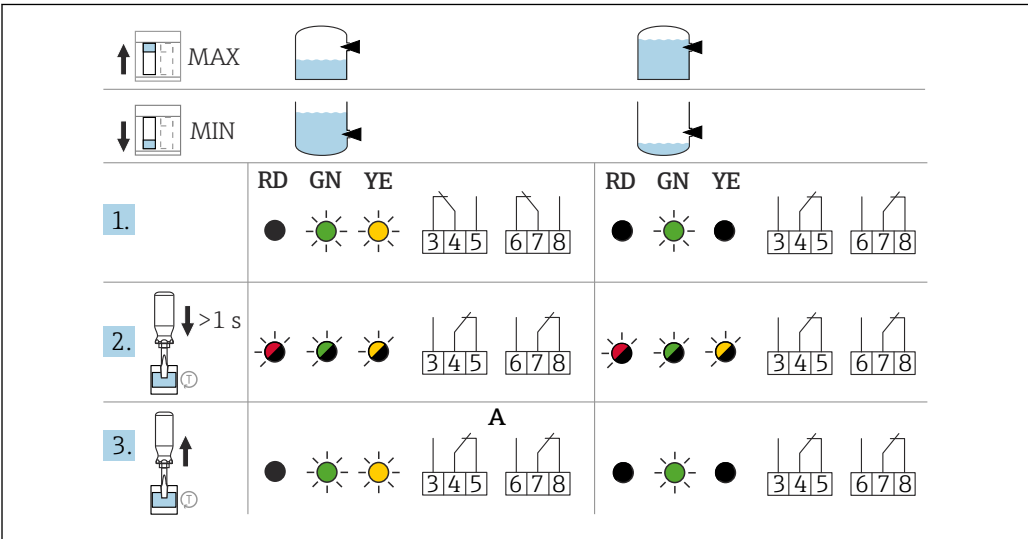 MAX
MIN
RD GN YE RD GN YE
1. 3 4 5 6 7 8 3 4 5 6 7 8
2. >1 s T 3 4 5 6 7 8 3 4 5 6 7 8
A
3. T 3 4 5 6 7 8 3 4 5 6 7 8